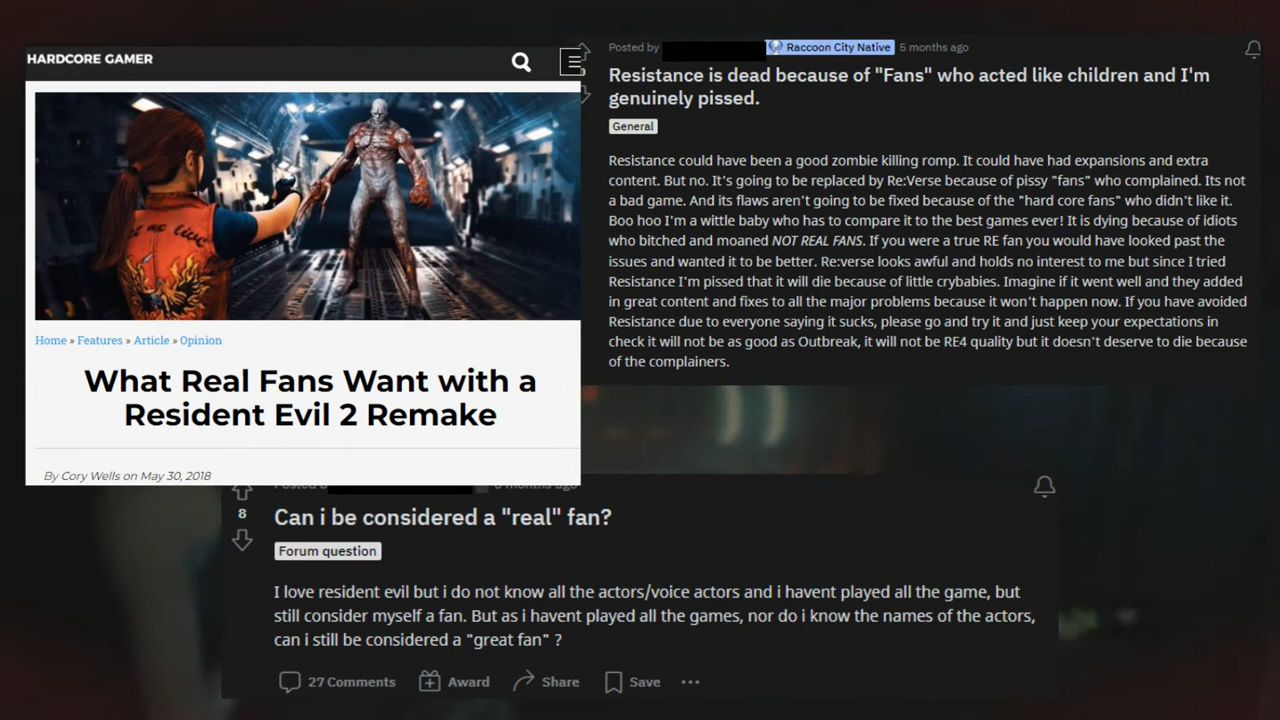 HARDCORE GAMER
Home » Features » Article » Opinion
What Real Fans Want with a
Resident Evil 2 Remake
By Cory Wells on May 30, 2018
Posted by Raccoon City Native 5 months ago
Resistance is dead because of "Fans" who acted like children and I'm
genuinely pissed.
General
Resistance could have been a good zombie killing romp. It could have had expansions and extra
content. But no. It's going to be replaced by Re:Verse because of pissy "fans" who complained. Its not
a bad game. And its flaws aren't going to be fixed because of the "hard core fans" who didn't like it.
Boo hoo I'm a wittle baby who has to compare it to the best games ever! It is dying because of idiots
who bitched and moaned NOT REAL FANS. If you were a true RE fan you would have looked past the
issues and wanted it to be better. Re:verse looks awful and holds no interest to me but since I tried
Resistance I'm pissed that it will die because of little crybabies. Imagine if it went well and they added
in great content and fixes to all the major problems because it won't happen now. If you have avoided
Resistance due to everyone saying it sucks, please go and try it and just keep your expectations in
check it will not be as good as Outbreak, it will not be RE4 quality but it doesn't deserve to die because
of the complainers.
8
Can i be considered a "real" fan?
Forum question
I love resident evil but i do not know all the actors/voice actors and i havent played all the game, but
still consider myself a fan. But as i havent played all the games, nor do i know the names of the actors,
can i still be considered a "great fan" ?
27 Comments Award Share Save